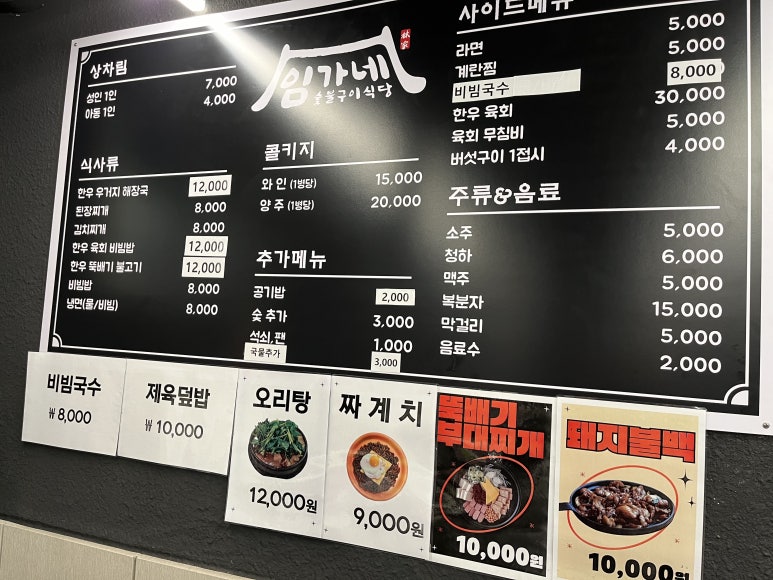 상차림
성인 1인 7,000
아동 1인 4,000
식사류
한우 우거지 해장국 12,000
된장찌개 8,000
김치찌개 8,000
한우 육회 비빔밥 12,000
한우 뚝배기 불고기 12,000
비빔밥 8,000
냉면(물/비빔) 8,000
임가네
숯불구이식당
林家
콜키지
와 인 (1병당) 15,000
양 주 (1병당) 20,000
추가메뉴
공기밥 2,000
숯 추가 3,000
석쇠,팬 1,000
국물추가 3,000
사이드메뉴
라면 5,000
계란찜 5,000
비빔국수 8,000
한우 육회 30,000
육회 무침비 5,000
버섯구이 1접시 4,000
주류&음료
소주 5,000
청하 6,000
맥주 5,000
복분자 15,000
막걸리 5,000
음료수 2,000
비빔국수
₩ 8,000
제육덮밥
₩ 10,000
오리탕
12,000원
짜계치
9,000원
뚝배기
부대찌개
10,000원
돼지불백
10,000원